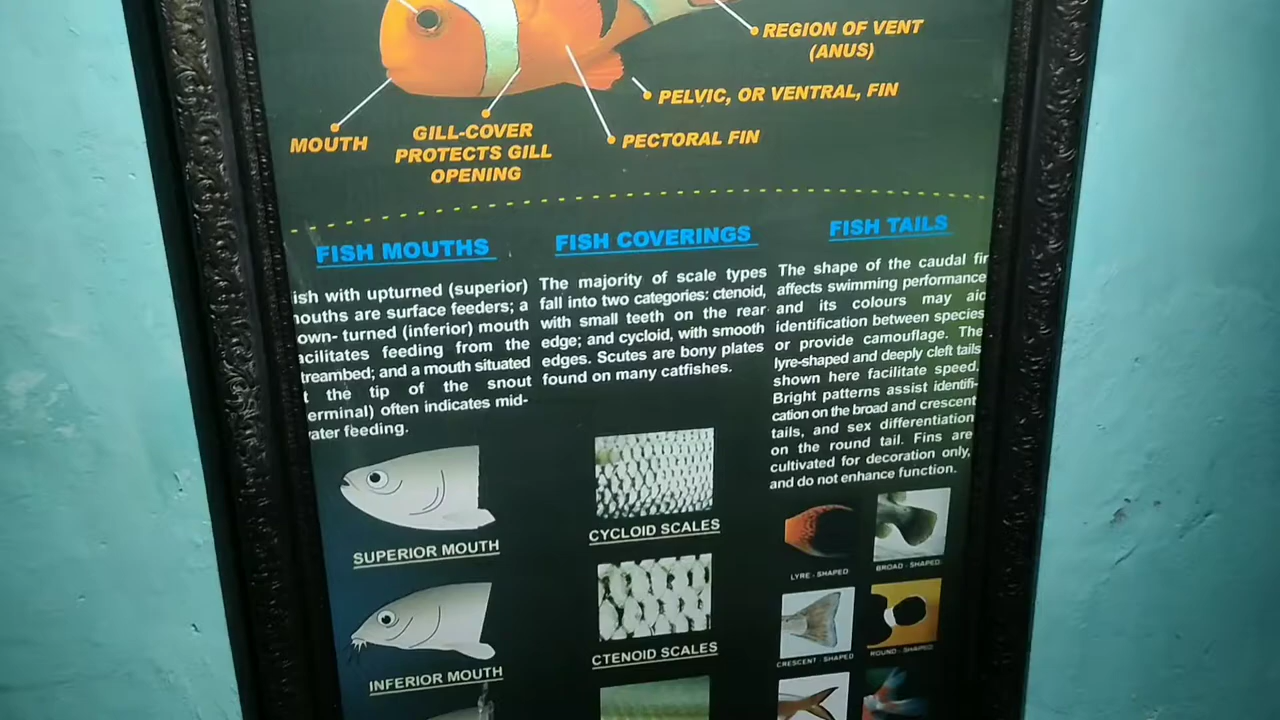 REGION OF VENT
(ANUS)
PELVIC, OR VENTRAL, FIN
PECTORAL FIN
MOUTH
GILL-COVER
PROTECTS GILL
OPENING
FISH MOUTHS
ish with upturned (superior)
ouths are surface feeders; a
own- turned (inferior) mouth
acilitates feeding from the
treambed; and a mouth situated
t the tip of the snout
erminal) often indicates mid-
ater feeding.
SUPERIOR MOUTH
INFERIOR MOUTH
FISH COVERINGS
The majority of scale types
fall into two categories: ctenoid,
with small teeth on the rear
edge; and cycloid, with smooth
edges. Scutes are bony plates
found on many catfishes.
CYCLOID SCALES
CTENOID SCALES
FISH TAILS
The shape of the caudal fin
affects swimming performance
and its colours may aid
identification between species
or provide camouflage. The
lyre-shaped and deeply cleft tails
shown here facilitate speed.
Bright patterns assist identifi-
cation on the broad and crescent
tails, and sex differentiation
on the round tail. Fins are
cultivated for decoration only,
and do not enhance function.
LYRE - SHAPED
BROAD - SHAPED
CRESCENT - SHAPED
ROUND - SHAPED